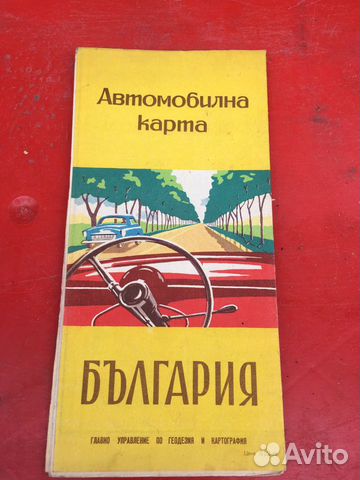 Автомобилна
карта
БЪЛГАРИЯ
ГЛАВНО УПРАВЛЕНИЕ ПО ГЕОДЕЗИЯ И КАРТОГРАФИЯ
Avito